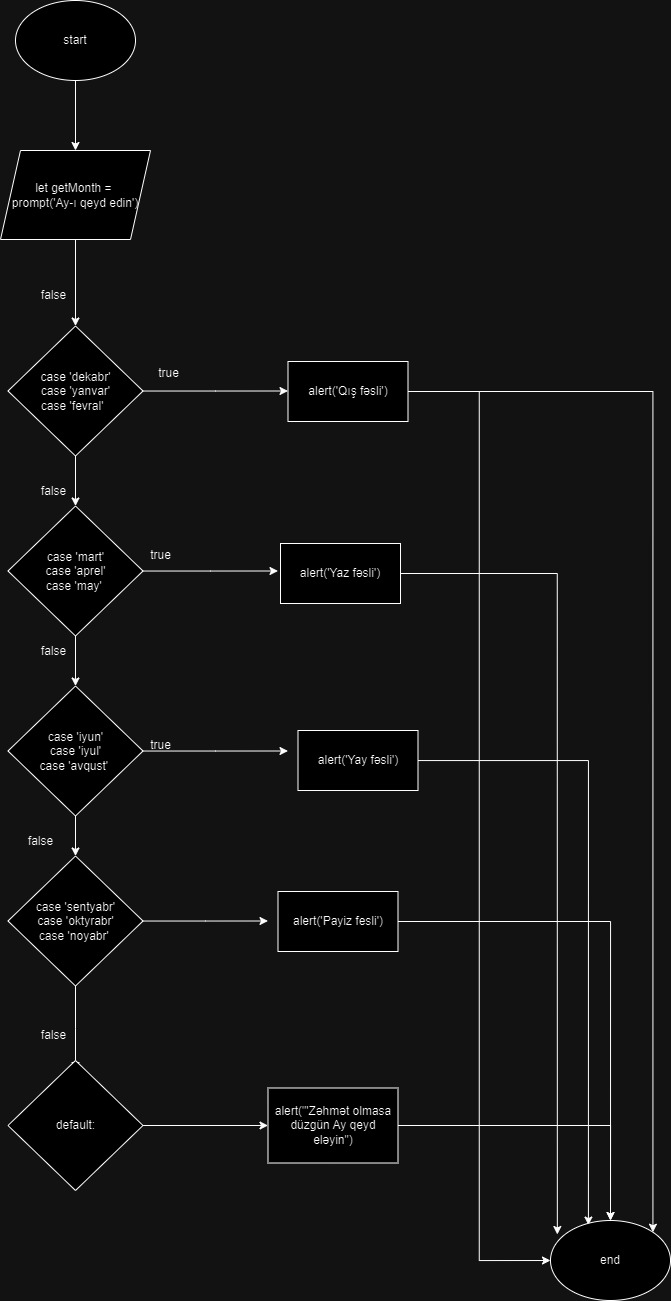 start
let getMonth =
prompt('Ay-ı qeyd edin')
false
case 'dekabr'
case 'yanvar'
case 'fevral'
true
alert('Qış fəsli')
false
case 'mart'
case 'aprel'
case 'may'
true
alert('Yaz fəsli')
false
case 'iyun'
case 'iyul'
case 'avqust'
true
alert('Yay fəsli')
false
case 'sentyabr'
case 'oktyrabr'
case 'noyabr'
alert('Payiz fesli')
false
default:
alert('"Zəhmət olmasa
düzgün Ay qeyd
eləyin")
end